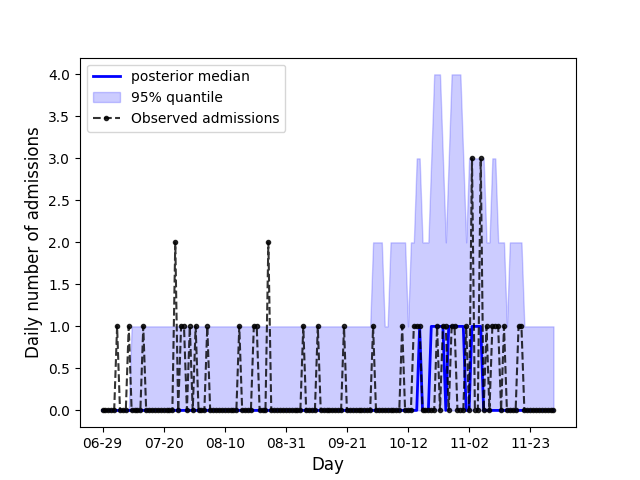 posterior median
95% quantile
Observed admissions
Daily number of admissions
4.0
3.5
3.0
2.5
2.0
1.5
1.0
0.5
0.0
06-29 07-20 08-10 08-31 09-21 10-12 11-02 11-23
Day